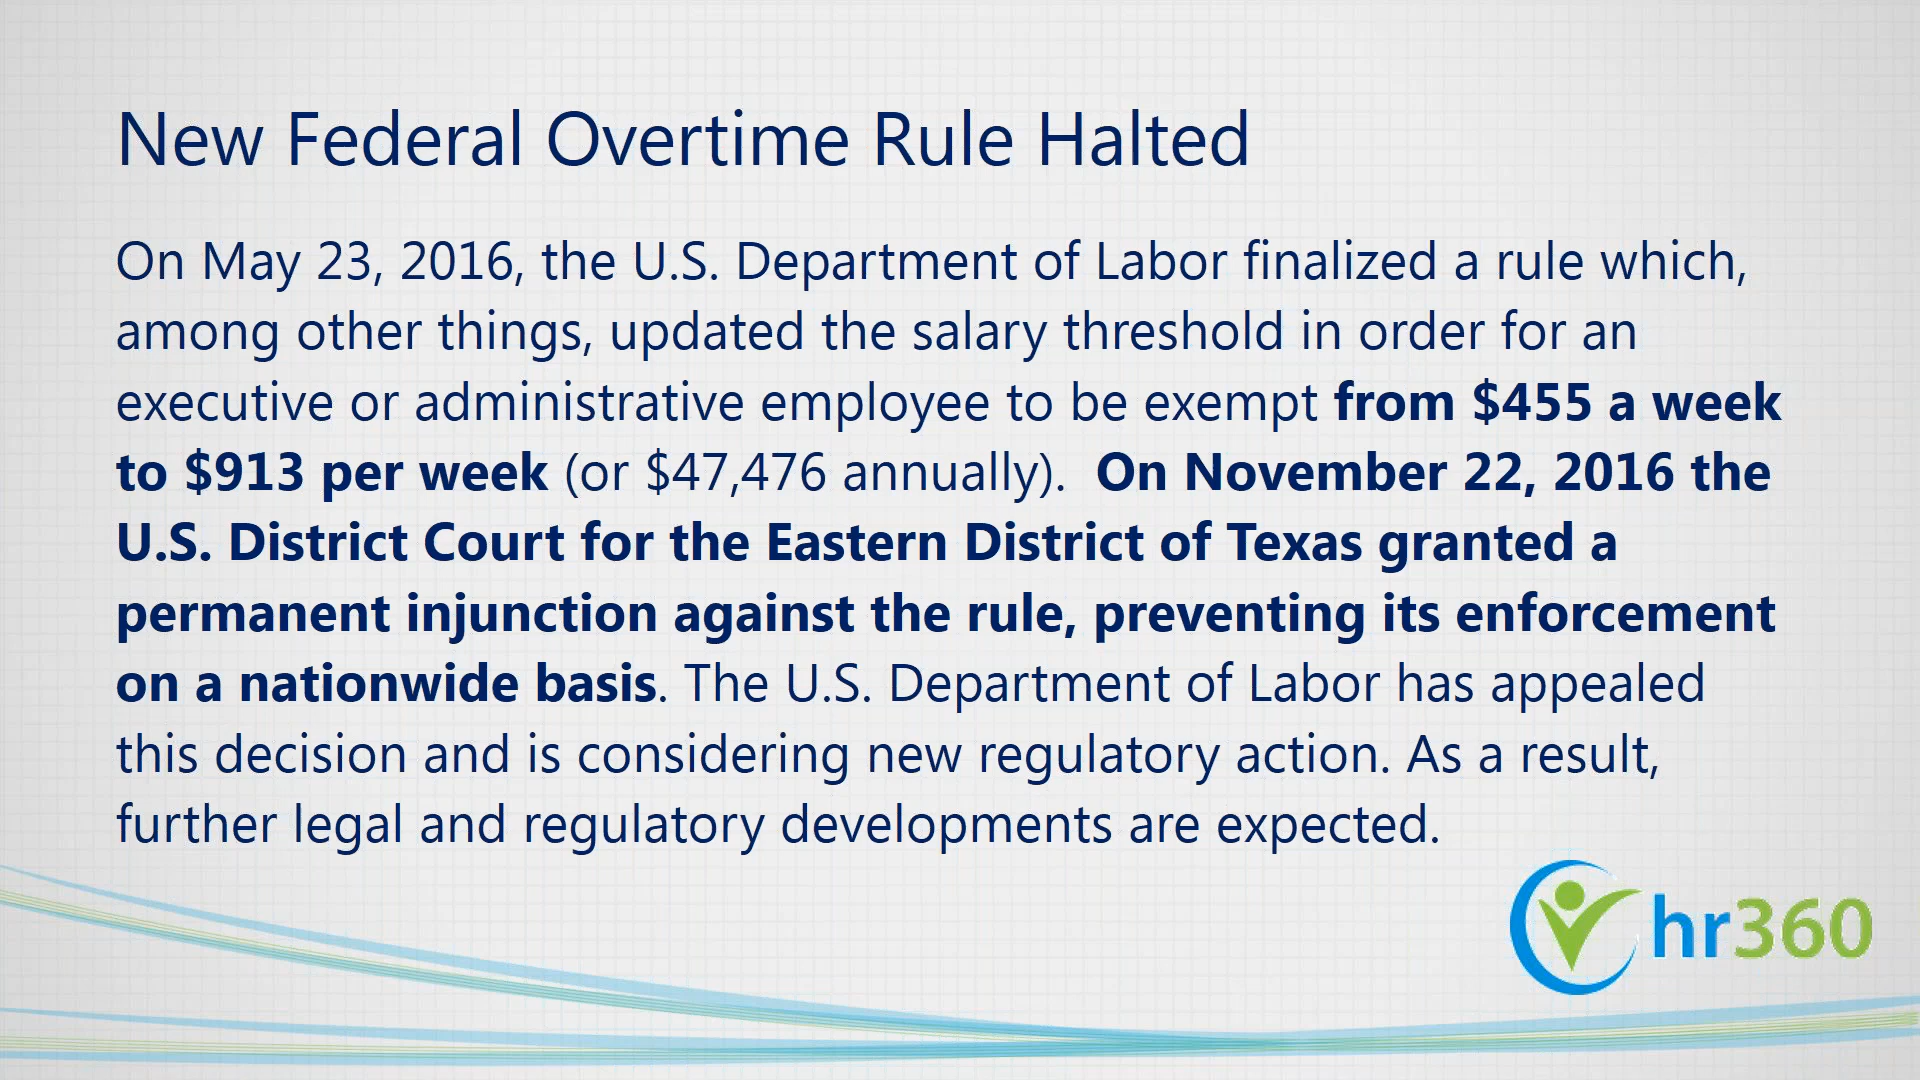 New Federal Overtime Rule Halted
On May 23, 2016, the U.S. Department of Labor finalized a rule which,
among other things, updated the salary threshold in order for an
executive or administrative employee to be exempt from $455 a week
to $913 per week (or $47,476 annually).  On November 22, 2016 the
U.S. District Court for the Eastern District of Texas granted a
permanent injunction against the rule, preventing its enforcement
on a nationwide basis. The U.S. Department of Labor has appealed
this decision and is considering new regulatory action. As a result,
further legal and regulatory developments are expected.
hr360